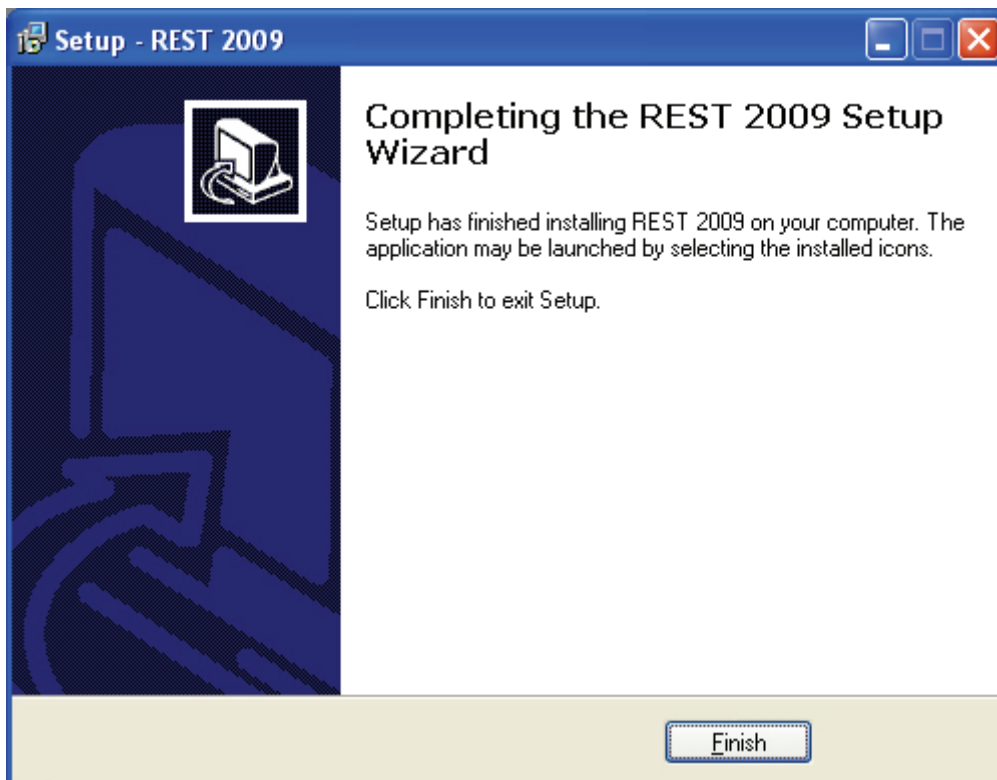 Setup - REST 2009
Completing the REST 2009 Setup
Wizard
Setup has finished installing REST 2009 on your computer. The
application may be launched by selecting the installed icons.
Click Finish to exit Setup.
Finish